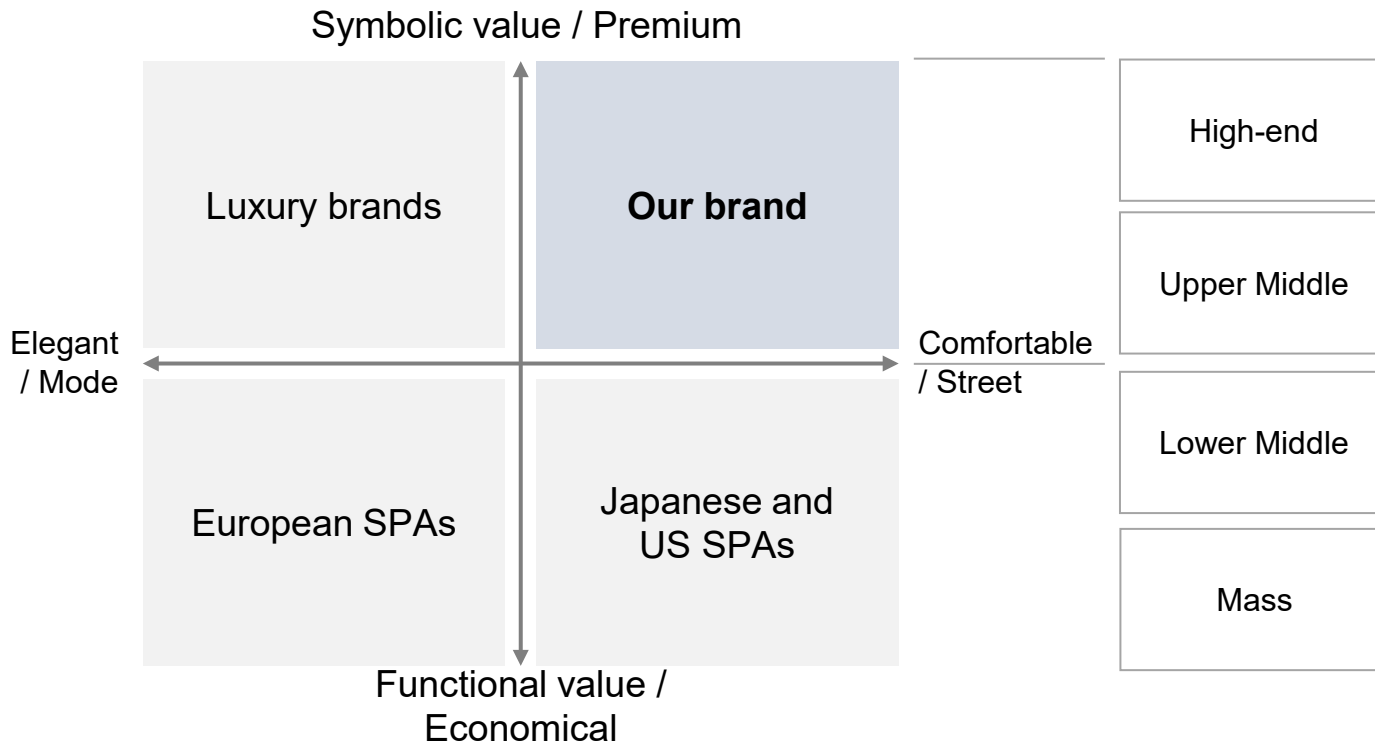 Symbolic value / Premium
Luxury brands
Our brand
High-end
Upper Middle
Elegant
/ Mode
Comfortable
/ Street
European SPAs
Japanese and
US SPAs
Lower Middle
Mass
Functional value /
Economical